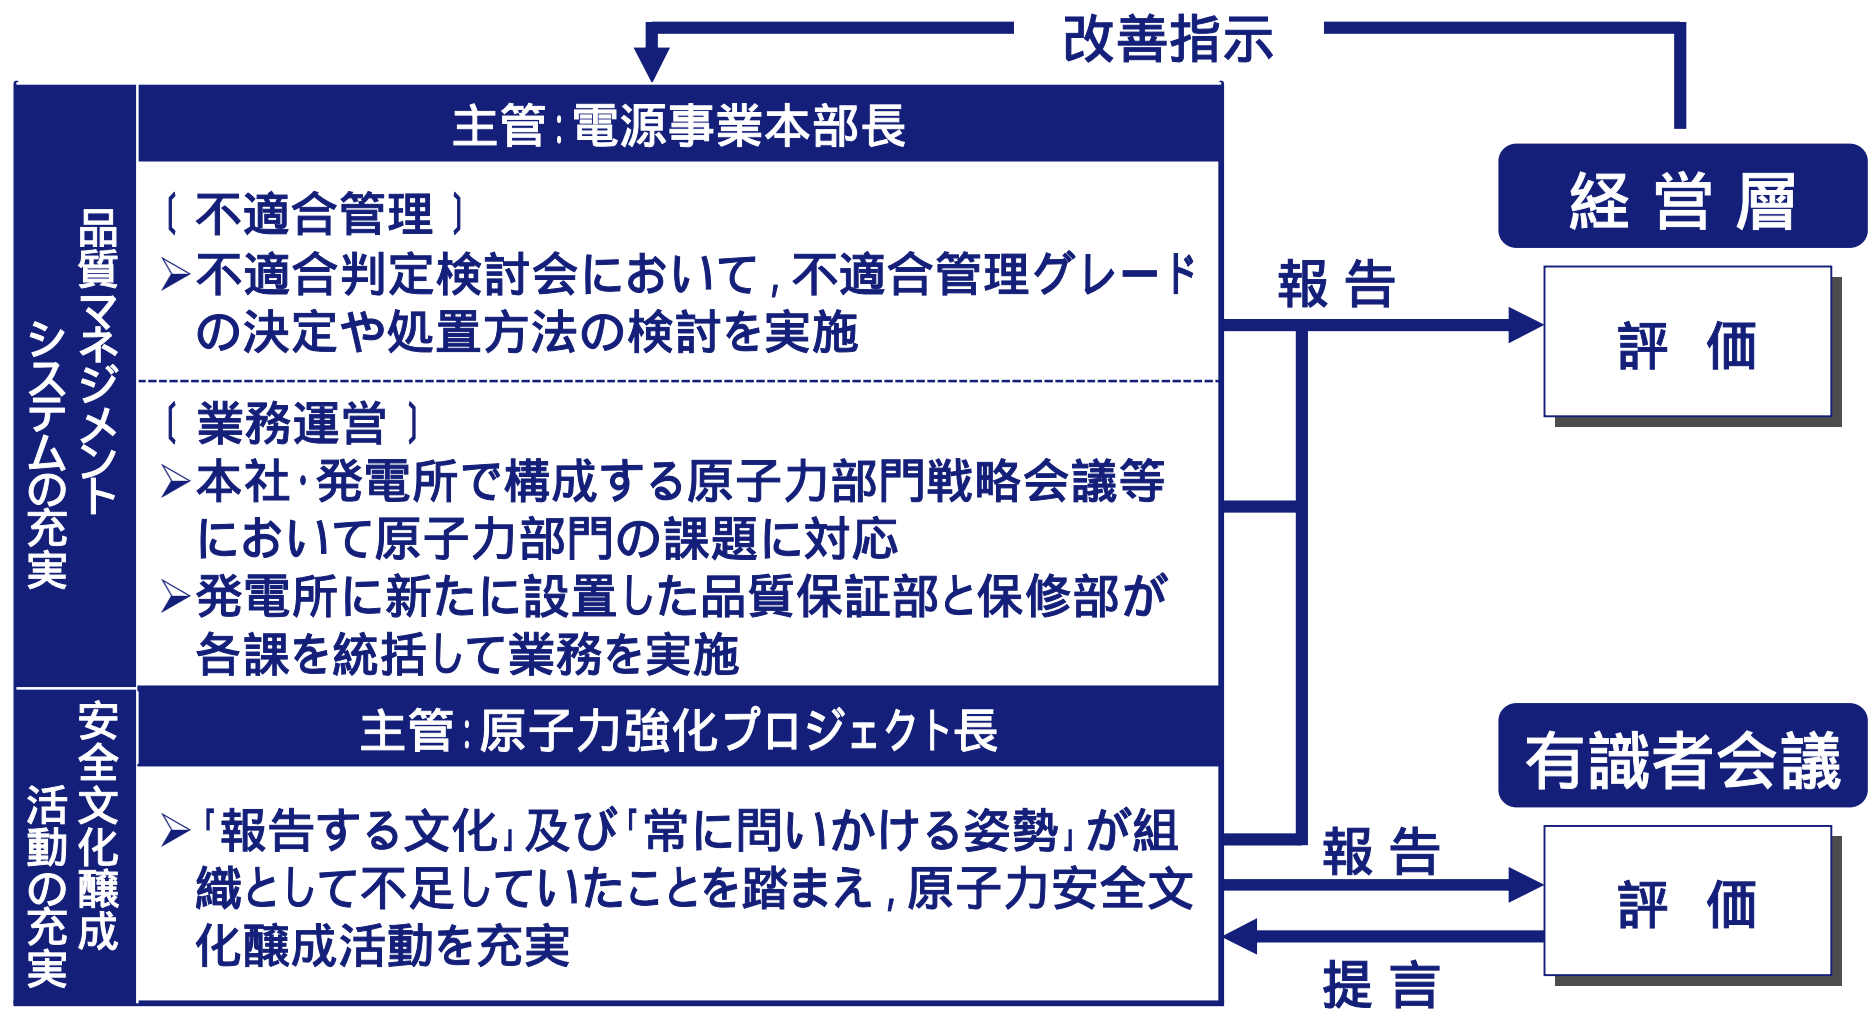 改善指示
品質マネジメント
システムの充実
主管：電源事業本部長
〔 不適合管理 〕
➢不適合判定検討会において，不適合管理グレード
の決定や処置方法の検討を実施
〔 業務運営 〕
➢本社・発電所で構成する原子力部門戦略会議等
において原子力部門の課題に対応
➢発電所に新たに設置した品質保証部と保修部が
各課を統括して業務を実施
安全文化醸成
活動の充実
主管：原子力強化プロジェクト長
➢「報告する文化」及び「常に問いかける姿勢」が組
織として不足していたことを踏まえ，原子力安全文
化醸成活動を充実
報 告
経 営 層
評 価
有識者会議
報 告
評 価
提 言